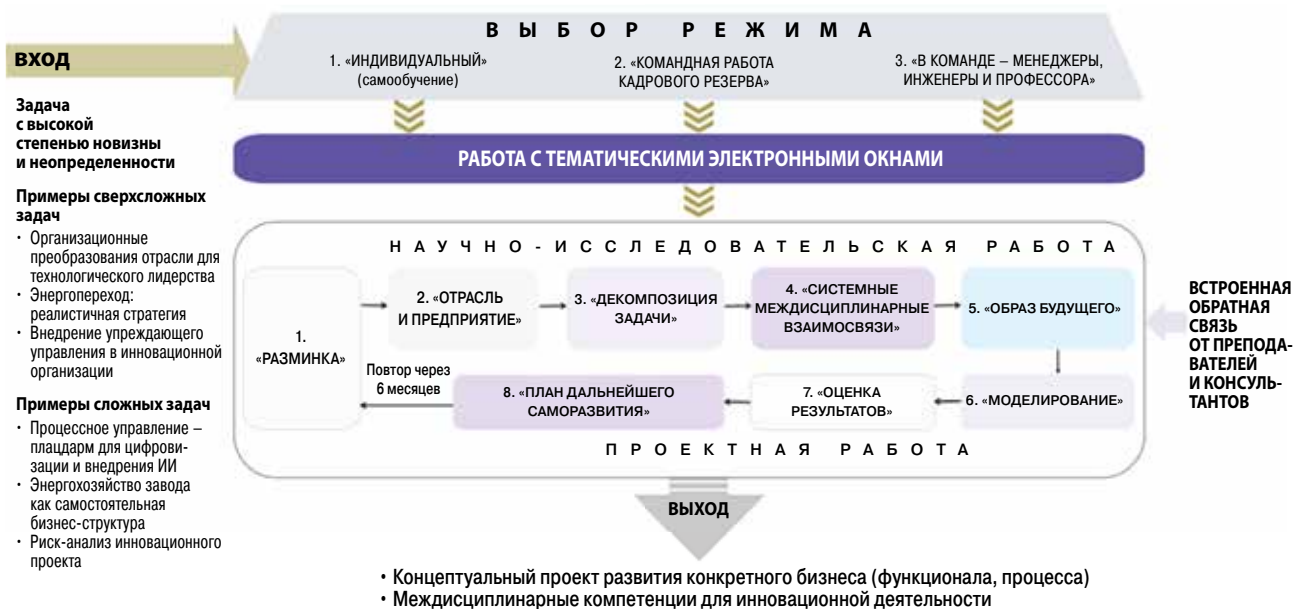 ВЫБОР РЕЖИМА
ВХОД
1. «ИНДИВИДУАЛЬНЫЙ»
(самообучение)
2. «КОМАНДНАЯ РАБОТА
КАДРОВОГО РЕЗЕРВА»
3. «В КОМАНДЕ – МЕНЕДЖЕРЫ,
ИНЖЕНЕРЫ И ПРОФЕССОРА»
Задача
с высокой
степенью новизны
и неопределенности
Примеры сверхсложных
задач
· Организационные
преобразования отрасли для
технологического лидерства
· Энергопереход:
реалистичная стратегия
· Внедрение упреждающего
управления в инновационной
организации
Примеры сложных задач
· Процессное управление –
плацдарм для цифрови-
зации и внедрения ИИ
· Энергохозяйство завода
как самостоятельная
бизнес-структура
· Риск-анализ инновационного
проекта
РАБОТА С ТЕМАТИЧЕСКИМИ ЭЛЕКТРОННЫМИ ОКНАМИ
НАУЧНО-ИССЛЕДОВАТЕЛЬСКАЯ РАБОТА
1.
«РАЗМИНКА»
2. «ОТРАСЛЬ
И ПРЕДПРИЯТИЕ»
3. «ДЕКОМПОЗИЦИЯ
ЗАДАЧИ»
4. «СИСТЕМНЫЕ
МЕЖДИСЦИПЛИНАРНЫЕ
ВЗАИМОСВЯЗИ»
5. «ОБРАЗ БУДУЩЕГО»
6. «МОДЕЛИРОВАНИЕ»
7. «ОЦЕНКА
РЕЗУЛЬТАТОВ»
8. «ПЛАН ДАЛЬНЕЙШЕГО
САМОРАЗВИТИЯ»
Повтор через
6 месяцев
ПРОЕКТНАЯ РАБОТА
ВСТРОЕННАЯ
ОБРАТНАЯ
СВЯЗЬ
ОТ ПРЕПОДА-
ВАТЕЛЕЙ
И КОНСУЛЬ-
ТАНТОВ
ВЫХОД
· Концептуальный проект развития конкретного бизнеса (функционала, процесса)
· Междисциплинарные компетенции для инновационной деятельности